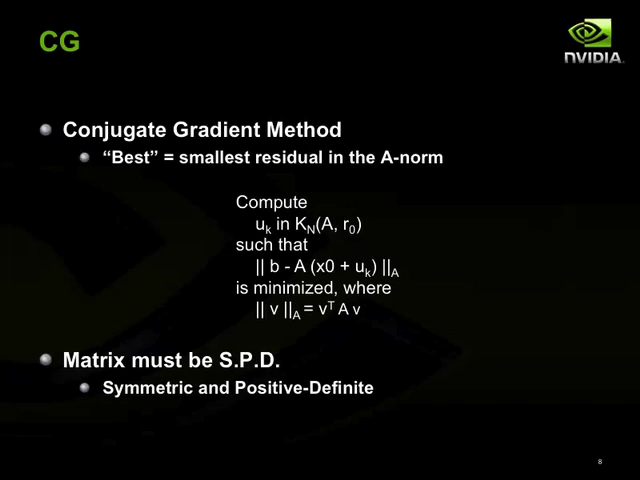 CG
NVIDIA.
Conjugate Gradient Method
“Best” = smallest residual in the A-norm
Compute
uk in KN(A, r0)
such that
|| b - A (x0 + uk) ||A
is minimized, where
|| v ||A = vT A v
Matrix must be S.P.D.
Symmetric and Positive-Definite
8